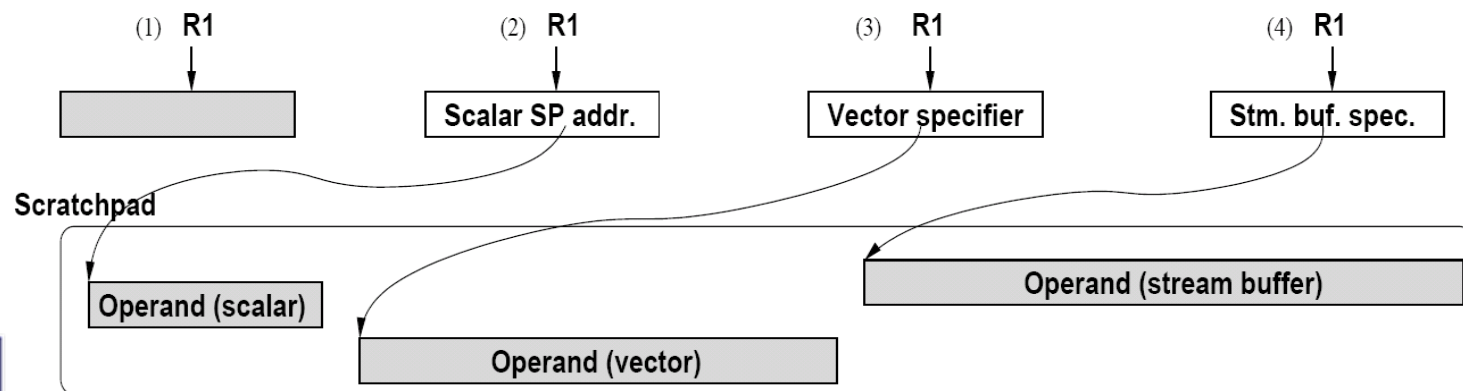 (1) R1 (2) R1 (3) R1 (4) R1
Scalar SP addr. Vector specifier Stm. buf. spec.
Scratchpad
Operand (stream buffer)
Operand (scalar)
Operand (vector)